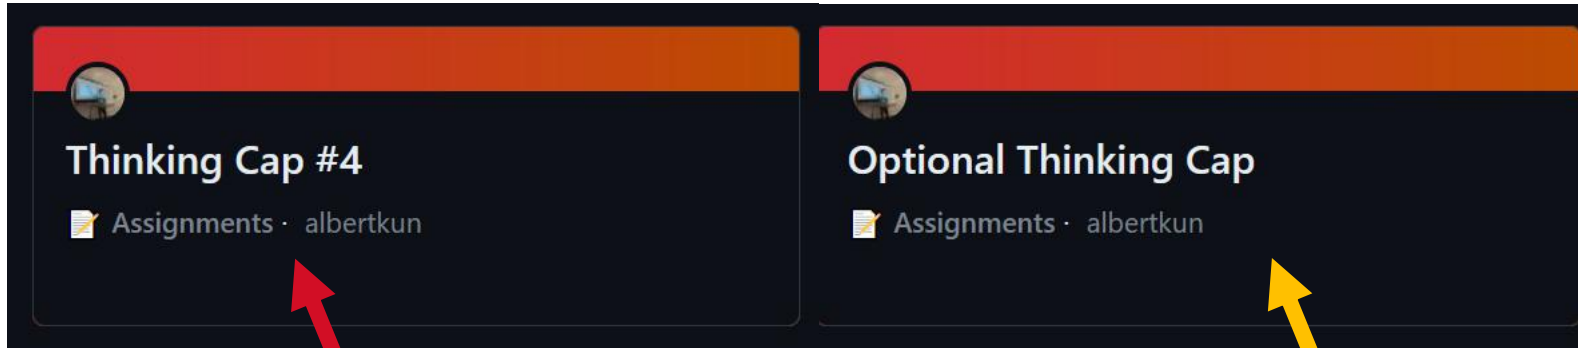 Thinking Cap #4
Assignments · albertkun
Optional Thinking Cap
Assignments · albertkun